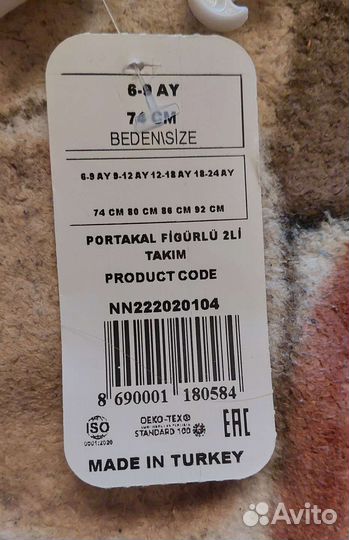 6-9 AY
74 CM
BEDEN\SİZE
6-9 AY 9-12 AY 12-18 AY 18-24 AY
74 CM 80 CM 86 CM 92 CM
PORTAKAL FİGÜRLÜ 2Lİ
TAKIM
PRODUCT CODE
NN222020104
8 690001 180584
ISO
OEKO-TEX®
STANDARD 100
EAC
MADE IN TURKEY
Avito